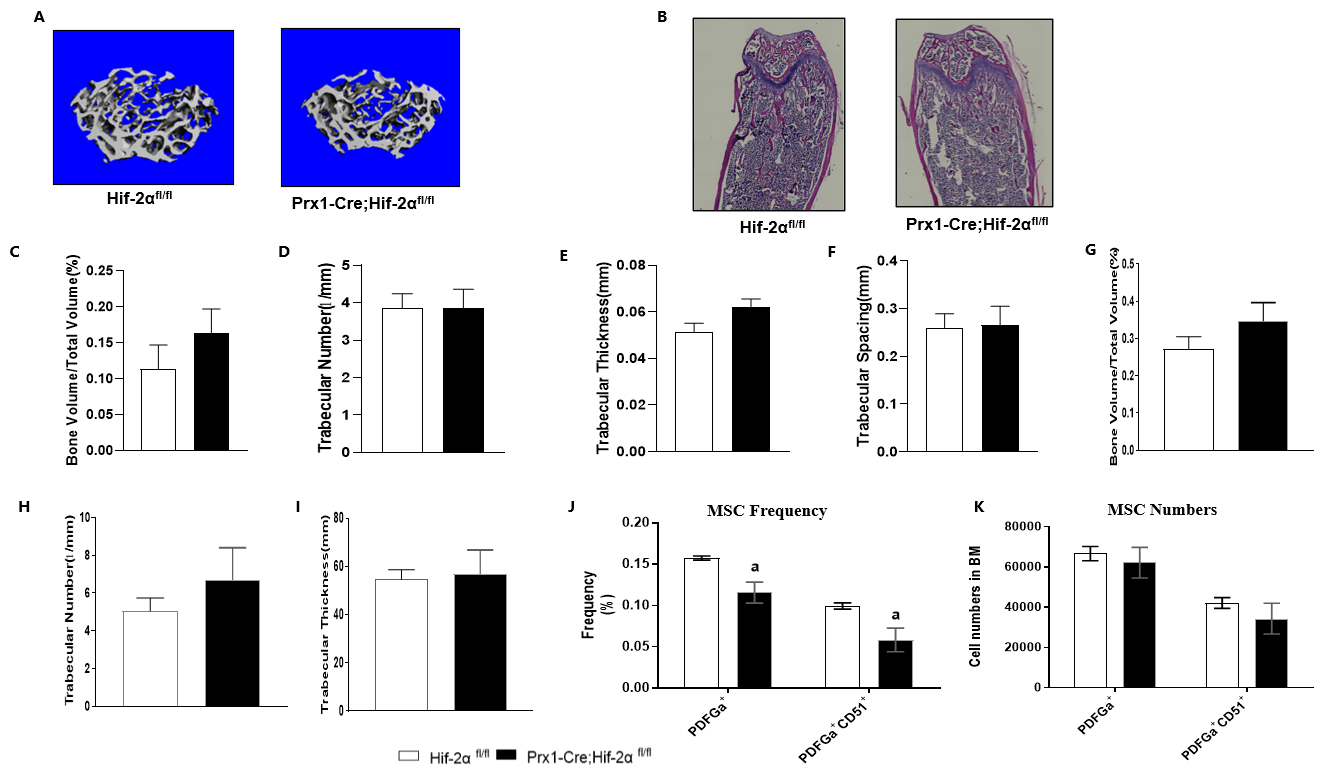 A
B
Hif-2αfl/fl
Prx1-Cre;Hif-2αfl/fl
Hif-2αfl/fl
Prx1-Cre;Hif-2αfl/fl
C
Bone Volume/Total Volume(%)
0.25
0.20
0.15
0.10
0.05
0.00
D
Trabecular Number(1/mm)
5
4
3
2
1
0
E
Trabecular Thickness(mm)
0.08
0.06
0.04
0.02
0.00
F
Trabecular Spacing(mm)
0.4
0.3
0.2
0.1
0.0
G
Bone Volume/Total Volume(%)
0.5
0.4
0.3
0.2
0.1
0.0
H
Trabecular Number(1/mm)
10
8
6
4
2
0
I
Trabecular Thickness(mm)
80
60
40
20
0
J
MSC Frequency
Frequency
(%)
0.20
0.15
0.10
0.05
0.00
a
a
PDFGa+
PDFGa+CD51+
K
MSC Numbers
Cell numbers in BM
80000
60000
40000
20000
0
PDFGa+
PDFGa+CD51+
Hif-2α fl/fl
Prx1-Cre;Hif-2α fl/fl